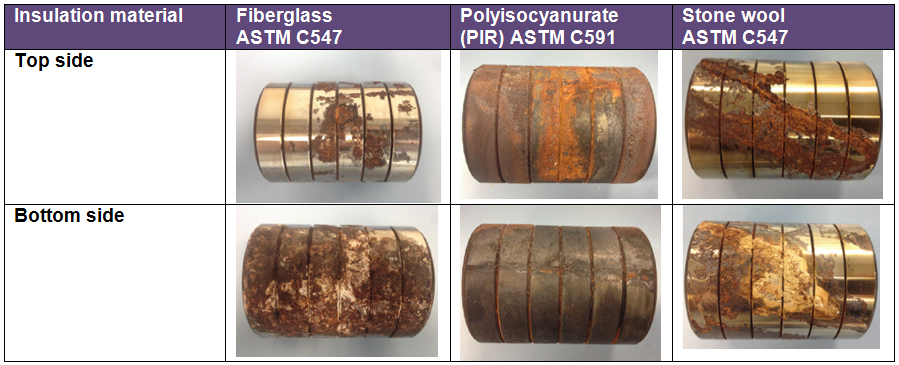 Insulation material
Fiberglass
ASTM C547
Polyisocyanurate
(PIR) ASTM C591
Stone wool
ASTM C547
Top side
Bottom side